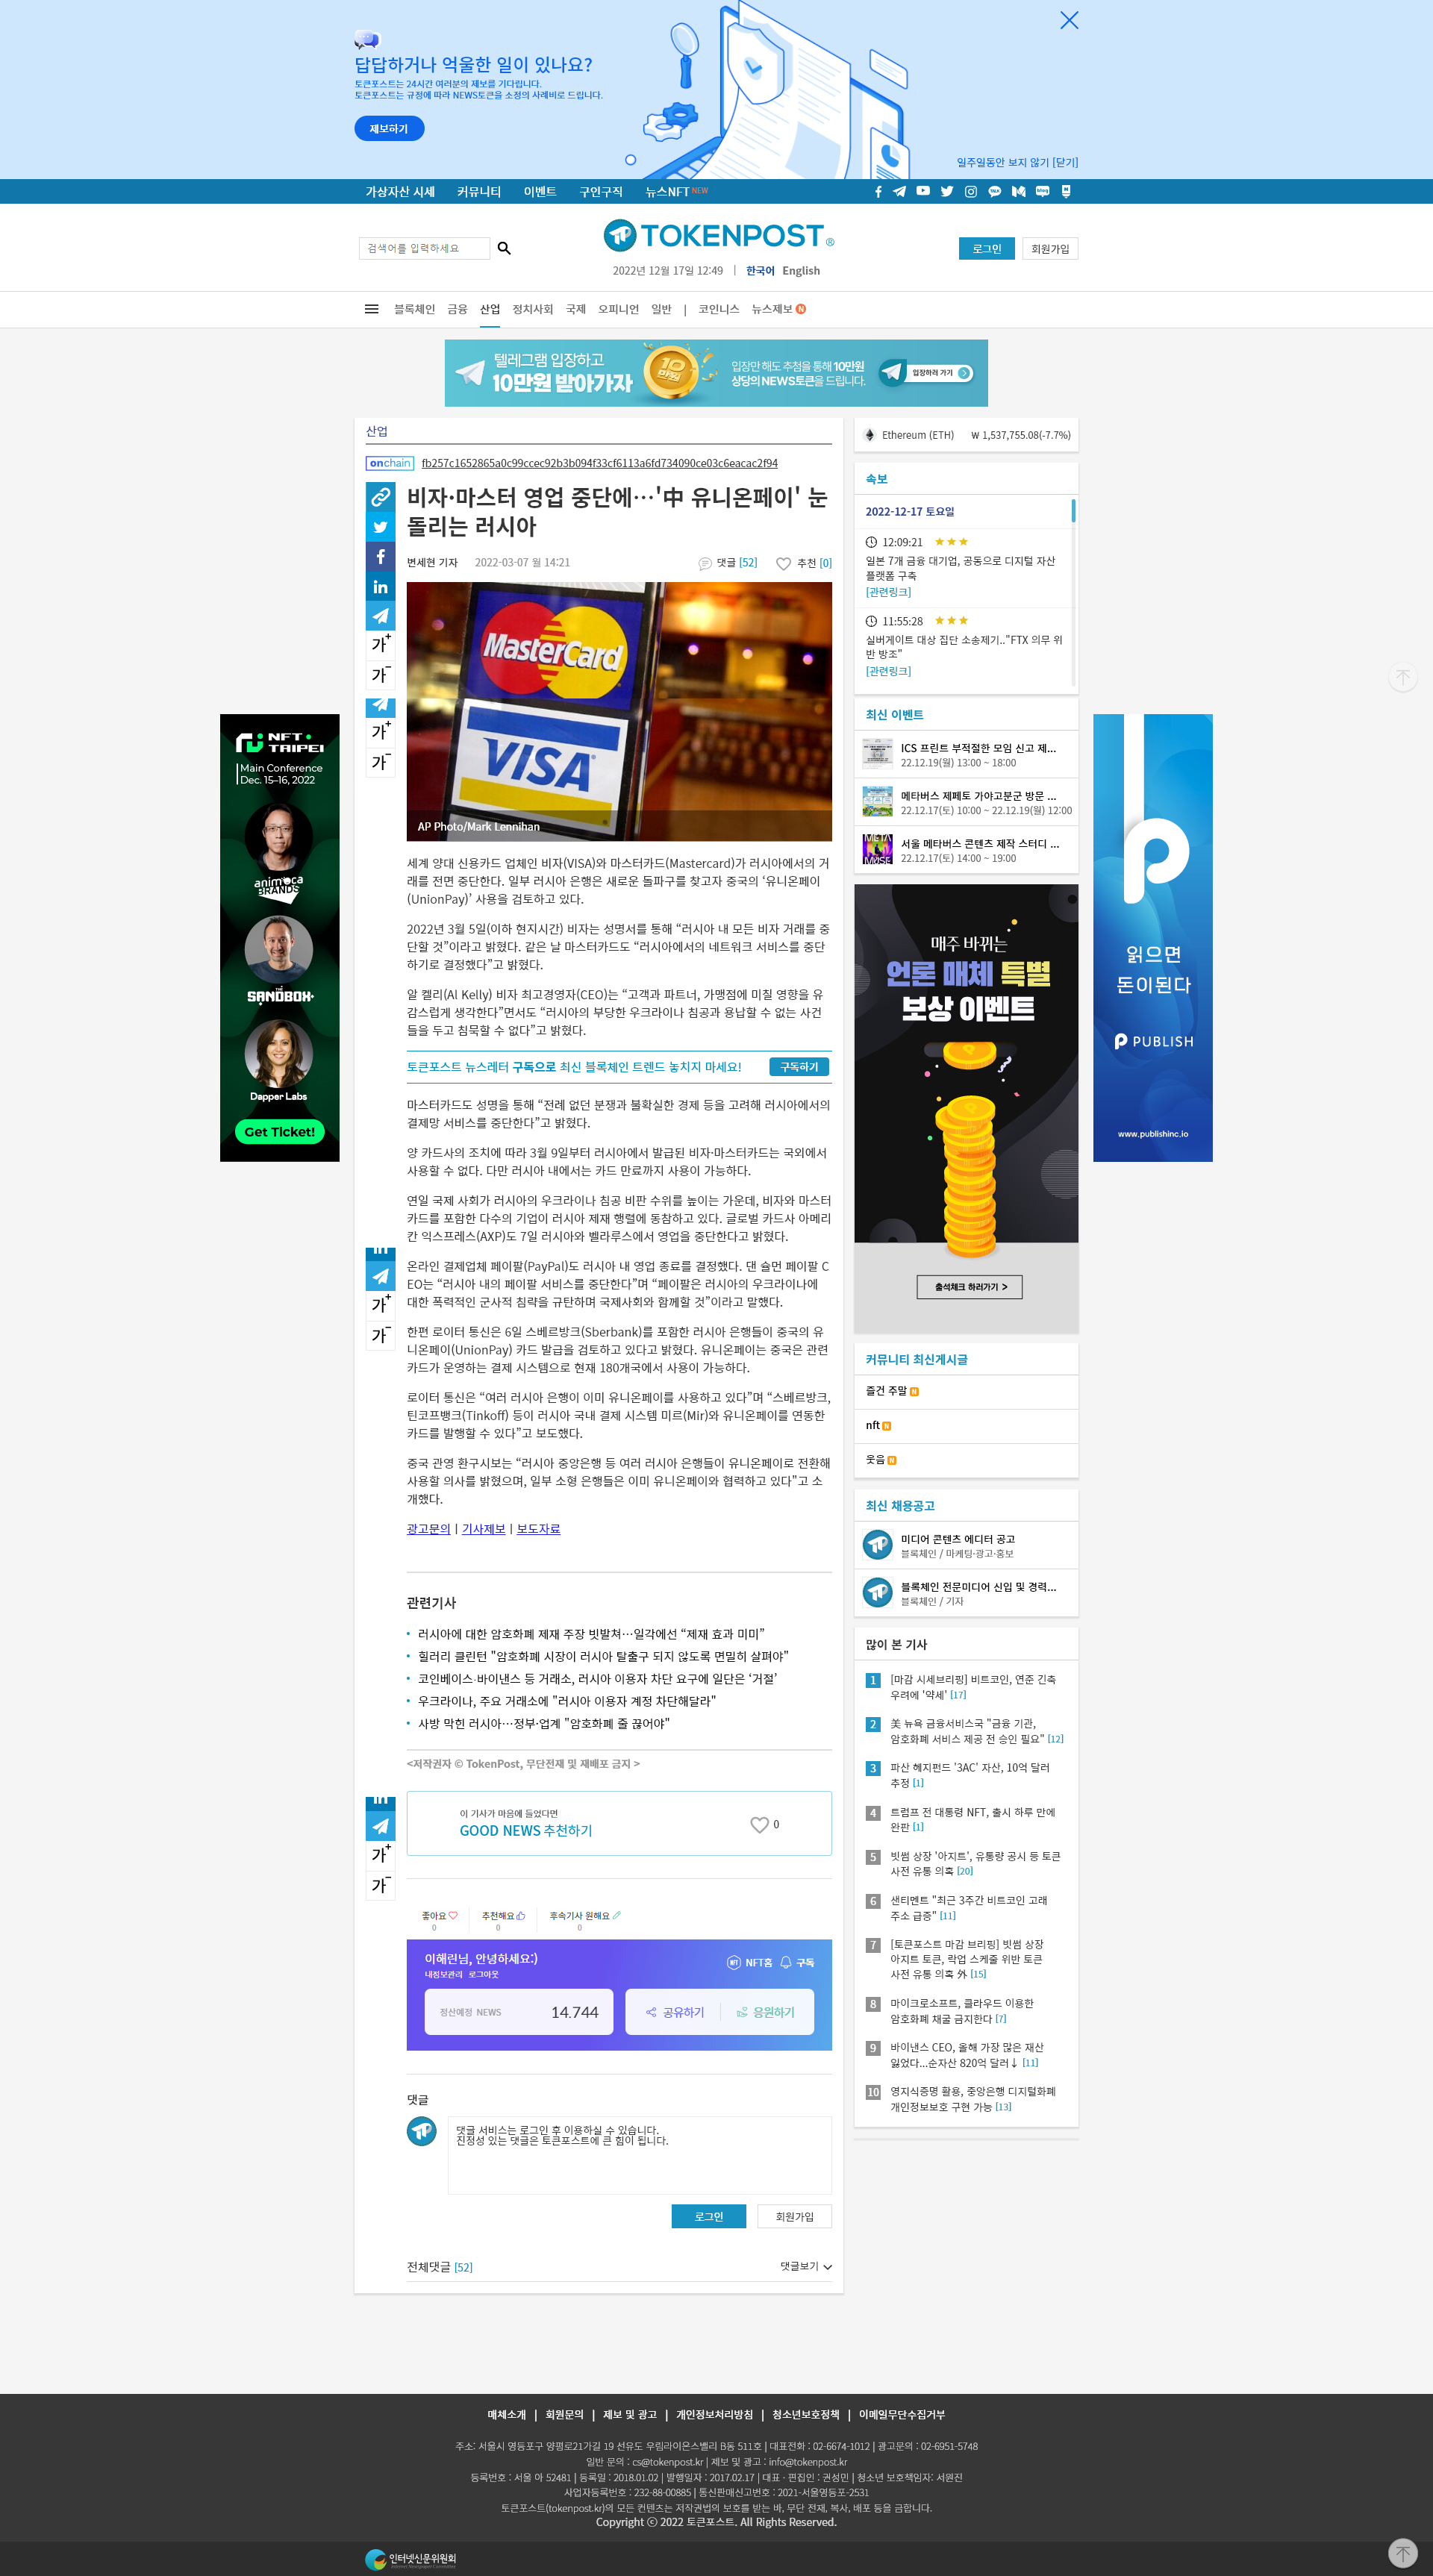 답답하거나 억울한 일이 있나요?
토큰포스트는 24시간 여러분의 제보를 기다립니다.
토큰포스트는 규정에 따라 NEWS토큰을 소정의 사례비로 드립니다.
제보하기
일주일동안 보지 않기 [닫기]
가상자산 시세 커뮤니티 이벤트 구인구직 뉴스NFT NEW
검색어를 입력하세요
TOKENPOST®
로그인 회원가입
2022년 12월 17일 12:49 | 한국어 English
블록체인 금융 산업 정치사회 국제 오피니언 일반 | 코인니스 뉴스제보 N
텔레그램 입장하고
10만원 받아가자
10만원
입장만 해도 추첨을 통해 10만원
상당의 NEWS토큰을 드립니다.
입장하러 가기
산업
onchain fb257c1652865a0c99ccec92b3b094f33cf6113a6fd734090ce03c6eacac2f94
비자·마스터 영업 중단에…'中 유니온페이' 눈
돌리는 러시아
변세현 기자 2022-03-07 월 14:21 댓글 [52] 추천 [0]
가+
가-
가+
가-
MasterCard
VISA
AP Photo/Mark Lennihan
세계 양대 신용카드 업체인 비자(VISA)와 마스터카드(Mastercard)가 러시아에서의 거
래를 전면 중단한다. 일부 러시아 은행은 새로운 돌파구를 찾고자 중국의 ‘유니온페이
(UnionPay)’ 사용을 검토하고 있다.
2022년 3월 5일(이하 현지시간) 비자는 성명서를 통해 “러시아 내 모든 비자 거래를 중
단할 것”이라고 밝혔다. 같은 날 마스터카드도 “러시아에서의 네트워크 서비스를 중단
하기로 결정했다”고 밝혔다.
알 켈리(Al Kelly) 비자 최고경영자(CEO)는 “고객과 파트너, 가맹점에 미칠 영향을 유
감스럽게 생각한다”면서도 “러시아의 부당한 우크라이나 침공과 용납할 수 없는 사건
들을 두고 침묵할 수 없다”고 밝혔다.
토큰포스트 뉴스레터 구독으로 최신 블록체인 트렌드 놓치지 마세요! 구독하기
마스터카드도 성명을 통해 “전례 없던 분쟁과 불확실한 경제 등을 고려해 러시아에서의
결제망 서비스를 중단한다”고 밝혔다.
양 카드사의 조치에 따라 3월 9일부터 러시아에서 발급된 비자·마스터카드는 국외에서
사용할 수 없다. 다만 러시아 내에서는 카드 만료까지 사용이 가능하다.
연일 국제 사회가 러시아의 우크라이나 침공 비판 수위를 높이는 가운데, 비자와 마스터
카드를 포함한 다수의 기업이 러시아 제재 행렬에 동참하고 있다. 글로벌 카드사 아메리
칸 익스프레스(AXP)도 7일 러시아와 벨라루스에서 영업을 중단한다고 밝혔다.
온라인 결제업체 페이팔(PayPal)도 러시아 내 영업 종료를 결정했다. 댄 슐먼 페이팔 C
EO는 “러시아 내의 페이팔 서비스를 중단한다”며 “페이팔은 러시아의 우크라이나에
대한 폭력적인 군사적 침략을 규탄하며 국제사회와 함께할 것”이라고 말했다.
가+
가-
한편 로이터 통신은 6일 스베르방크(Sberbank)를 포함한 러시아 은행들이 중국의 유
니온페이(UnionPay) 카드 발급을 검토하고 있다고 밝혔다. 유니온페이는 중국은 관련
카드가 운영하는 결제 시스템으로 현재 180개국에서 사용이 가능하다.
로이터 통신은 “여러 러시아 은행이 이미 유니온페이를 사용하고 있다”며 “스베르방크,
틴코프뱅크(Tinkoff) 등이 러시아 국내 결제 시스템 미르(Mir)와 유니온페이를 연동한
카드를 발행할 수 있다”고 보도했다.
중국 관영 환구시보는 “러시아 중앙은행 등 여러 러시아 은행들이 유니온페이로 전환해
사용할 의사를 밝혔으며, 일부 소형 은행들은 이미 유니온페이와 협력하고 있다"고 소
개했다.
광고문의 | 기사제보 | 보도자료
관련기사
러시아에 대한 암호화폐 제재 주장 빗발쳐…일각에선 “제재 효과 미미”
힐러리 클린턴 "암호화폐 시장이 러시아 탈출구 되지 않도록 면밀히 살펴야"
코인베이스·바이낸스 등 거래소, 러시아 이용자 차단 요구에 일단은 ‘거절’
우크라이나, 주요 거래소에 "러시아 이용자 계정 차단해달라"
사방 막힌 러시아…정부·업계 "암호화폐 줄 끊어야"
<저작권자 © TokenPost, 무단전재 및 재배포 금지 >
가+
가-
이 기사가 마음에 들었다면
GOOD NEWS 추천하기
0
좋아요 0
추천해요 0
후속기사 원해요 0
이해린님, 안녕하세요:) NFT홈 구독
내정보관리 로그아웃
정산예정 NEWS 14.744 공유하기 응원하기
댓글
댓글 서비스는 로그인 후 이용하실 수 있습니다.
진정성 있는 댓글은 토큰포스트에 큰 힘이 됩니다.
로그인 회원가입
전체댓글 [52] 댓글보기
Ethereum (ETH) ₩ 1,537,755.08(-7.7%)
속보
2022-12-17 토요일
12:09:21
일본 7개 금융 대기업, 공동으로 디지털 자산
플랫폼 구축
[관련링크]
11:55:28
실버게이트 대상 집단 소송제기.."FTX 의무 위
반 방조"
[관련링크]
최신 이벤트
ICS 프린트 부적절한 모임 신고 제...
22.12.19(월) 13:00 ~ 18:00
메타버스 제페토 가야고분군 방문 ...
22.12.17(토) 10:00 ~ 22.12.19(월) 12:00
META
서울 메타버스 콘텐츠 제작 스터디 ...
22.12.17(토) 14:00 ~ 19:00
매주 바뀌는
언론 매체 특별
보상 이벤트
출석체크 하러가기 >
커뮤니티 최신게시글
즐건 주말 N
nft N
웃음 N
최신 채용공고
미디어 콘텐츠 에디터 공고
블록체인 / 마케팅·광고·홍보
블록체인 전문미디어 신입 및 경력...
블록체인 / 기자
많이 본 기사
1 [마감 시세브리핑] 비트코인, 연준 긴축
우려에 '약세' [17]
2 美 뉴욕 금융서비스국 "금융 기관,
암호화폐 서비스 제공 전 승인 필요" [12]
3 파산 헤지펀드 '3AC' 자산, 10억 달러
추정 [1]
4 트럼프 전 대통령 NFT, 출시 하루 만에
완판 [1]
5 빗썸 상장 '아지트', 유통량 공시 등 토큰
사전 유통 의혹 [20]
6 샌티멘트 "최근 3주간 비트코인 고래
주소 급증" [11]
7 [토큰포스트 마감 브리핑] 빗썸 상장
아지트 토큰, 락업 스케줄 위반 토큰
사전 유통 의혹 外 [15]
8 마이크로소프트, 클라우드 이용한
암호화폐 채굴 금지한다 [7]
9 바이낸스 CEO, 올해 가장 많은 재산
잃었다...순자산 820억 달러↓ [11]
10 영지식증명 활용, 중앙은행 디지털화폐
개인정보보호 구현 가능 [13]
NFT TAIPEI
Main Conference
Dec. 15–16, 2022
animoca BRANDS
THE SANDBOX
Dapper Labs
Get Ticket!
읽으면
돈이된다
PUBLISH
www.publishinc.io
매체소개 | 회원문의 | 제보 및 광고 | 개인정보처리방침 | 청소년보호정책 | 이메일무단수집거부
주소: 서울시 영등포구 양평로21가길 19 선유도 우림라이온스밸리 B동 511호 | 대표전화 : 02-6674-1012 | 광고문의 : 02-6951-5748
일반 문의 : cs@tokenpost.kr | 제보 및 광고 : info@tokenpost.kr
등록번호 : 서울 아 52481 | 등록일 : 2018.01.02 | 발행일자 : 2017.02.17 | 대표 · 편집인 : 권성민 | 청소년 보호책임자: 서원진
사업자등록번호 : 232-88-00885 | 통신판매신고번호 : 2021-서울영등포-2531
토큰포스트(tokenpost.kr)의 모든 컨텐츠는 저작권법의 보호를 받는 바, 무단 전재, 복사, 배포 등을 금합니다.
Copyright ⓒ 2022 토큰포스트. All Rights Reserved.
인터넷신문위원회